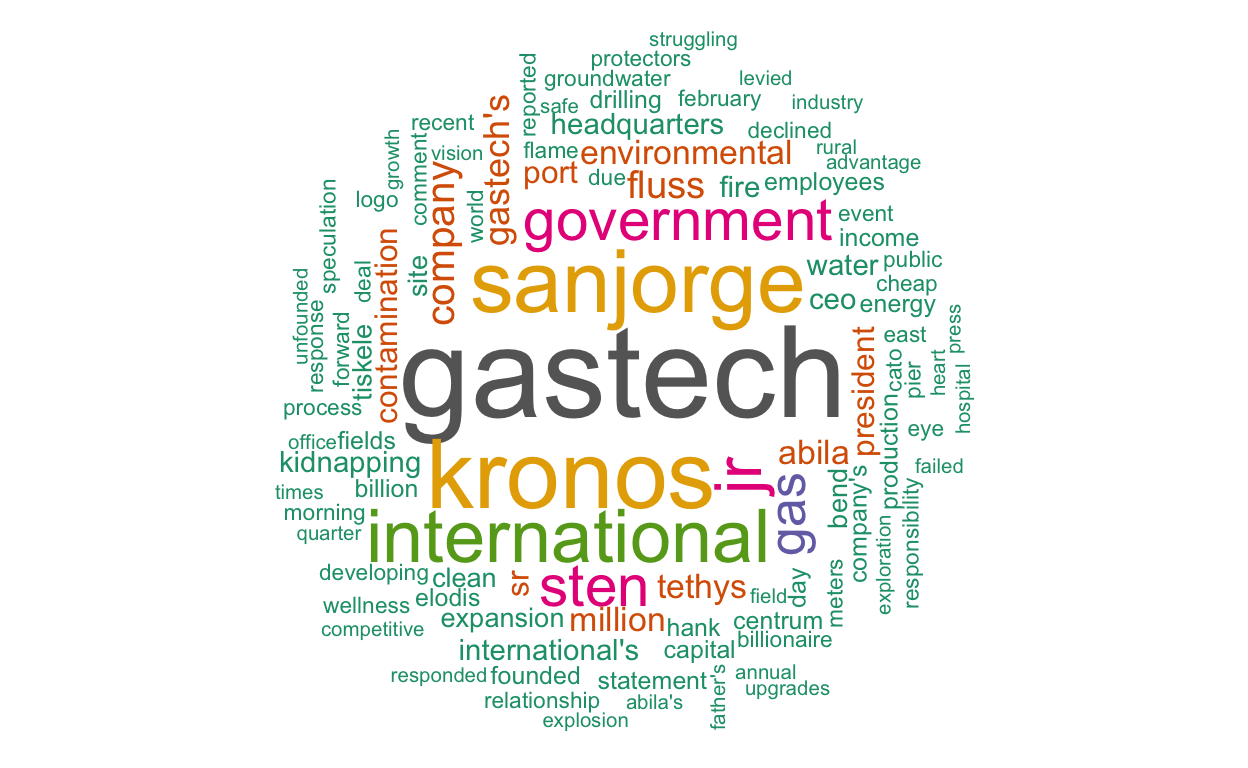 struggling
protectors
groundwater
levied
reported
safe
drilling
february
industry
recent
gastech's
headquarters
declined
growth
comment
vision
flame
environmental
rural
advantage
company
port
due
fluss
fire
employees
logo
world
speculation
government
event
income
contamination
site
sanjorge
water
public
deal
cheap
unfounded
response
forward
tiskele
ceo
energy
gastech
president
east
press
cato
pier
heart
hospital
process
production
office
fields
kidnapping
kronos
jr
abila
eye
failed
times
billion
gas
bend
company's
morning
quarter
international
exploration
responsibility
developing
clean
sr
sten
tethys
field
day
meters
wellness
elodis
competitive
expansion
million
hank
centrum
billionaire
international's
capital
responded
founded
statement
father's
annual
upgrades
relationship
abila's
explosion